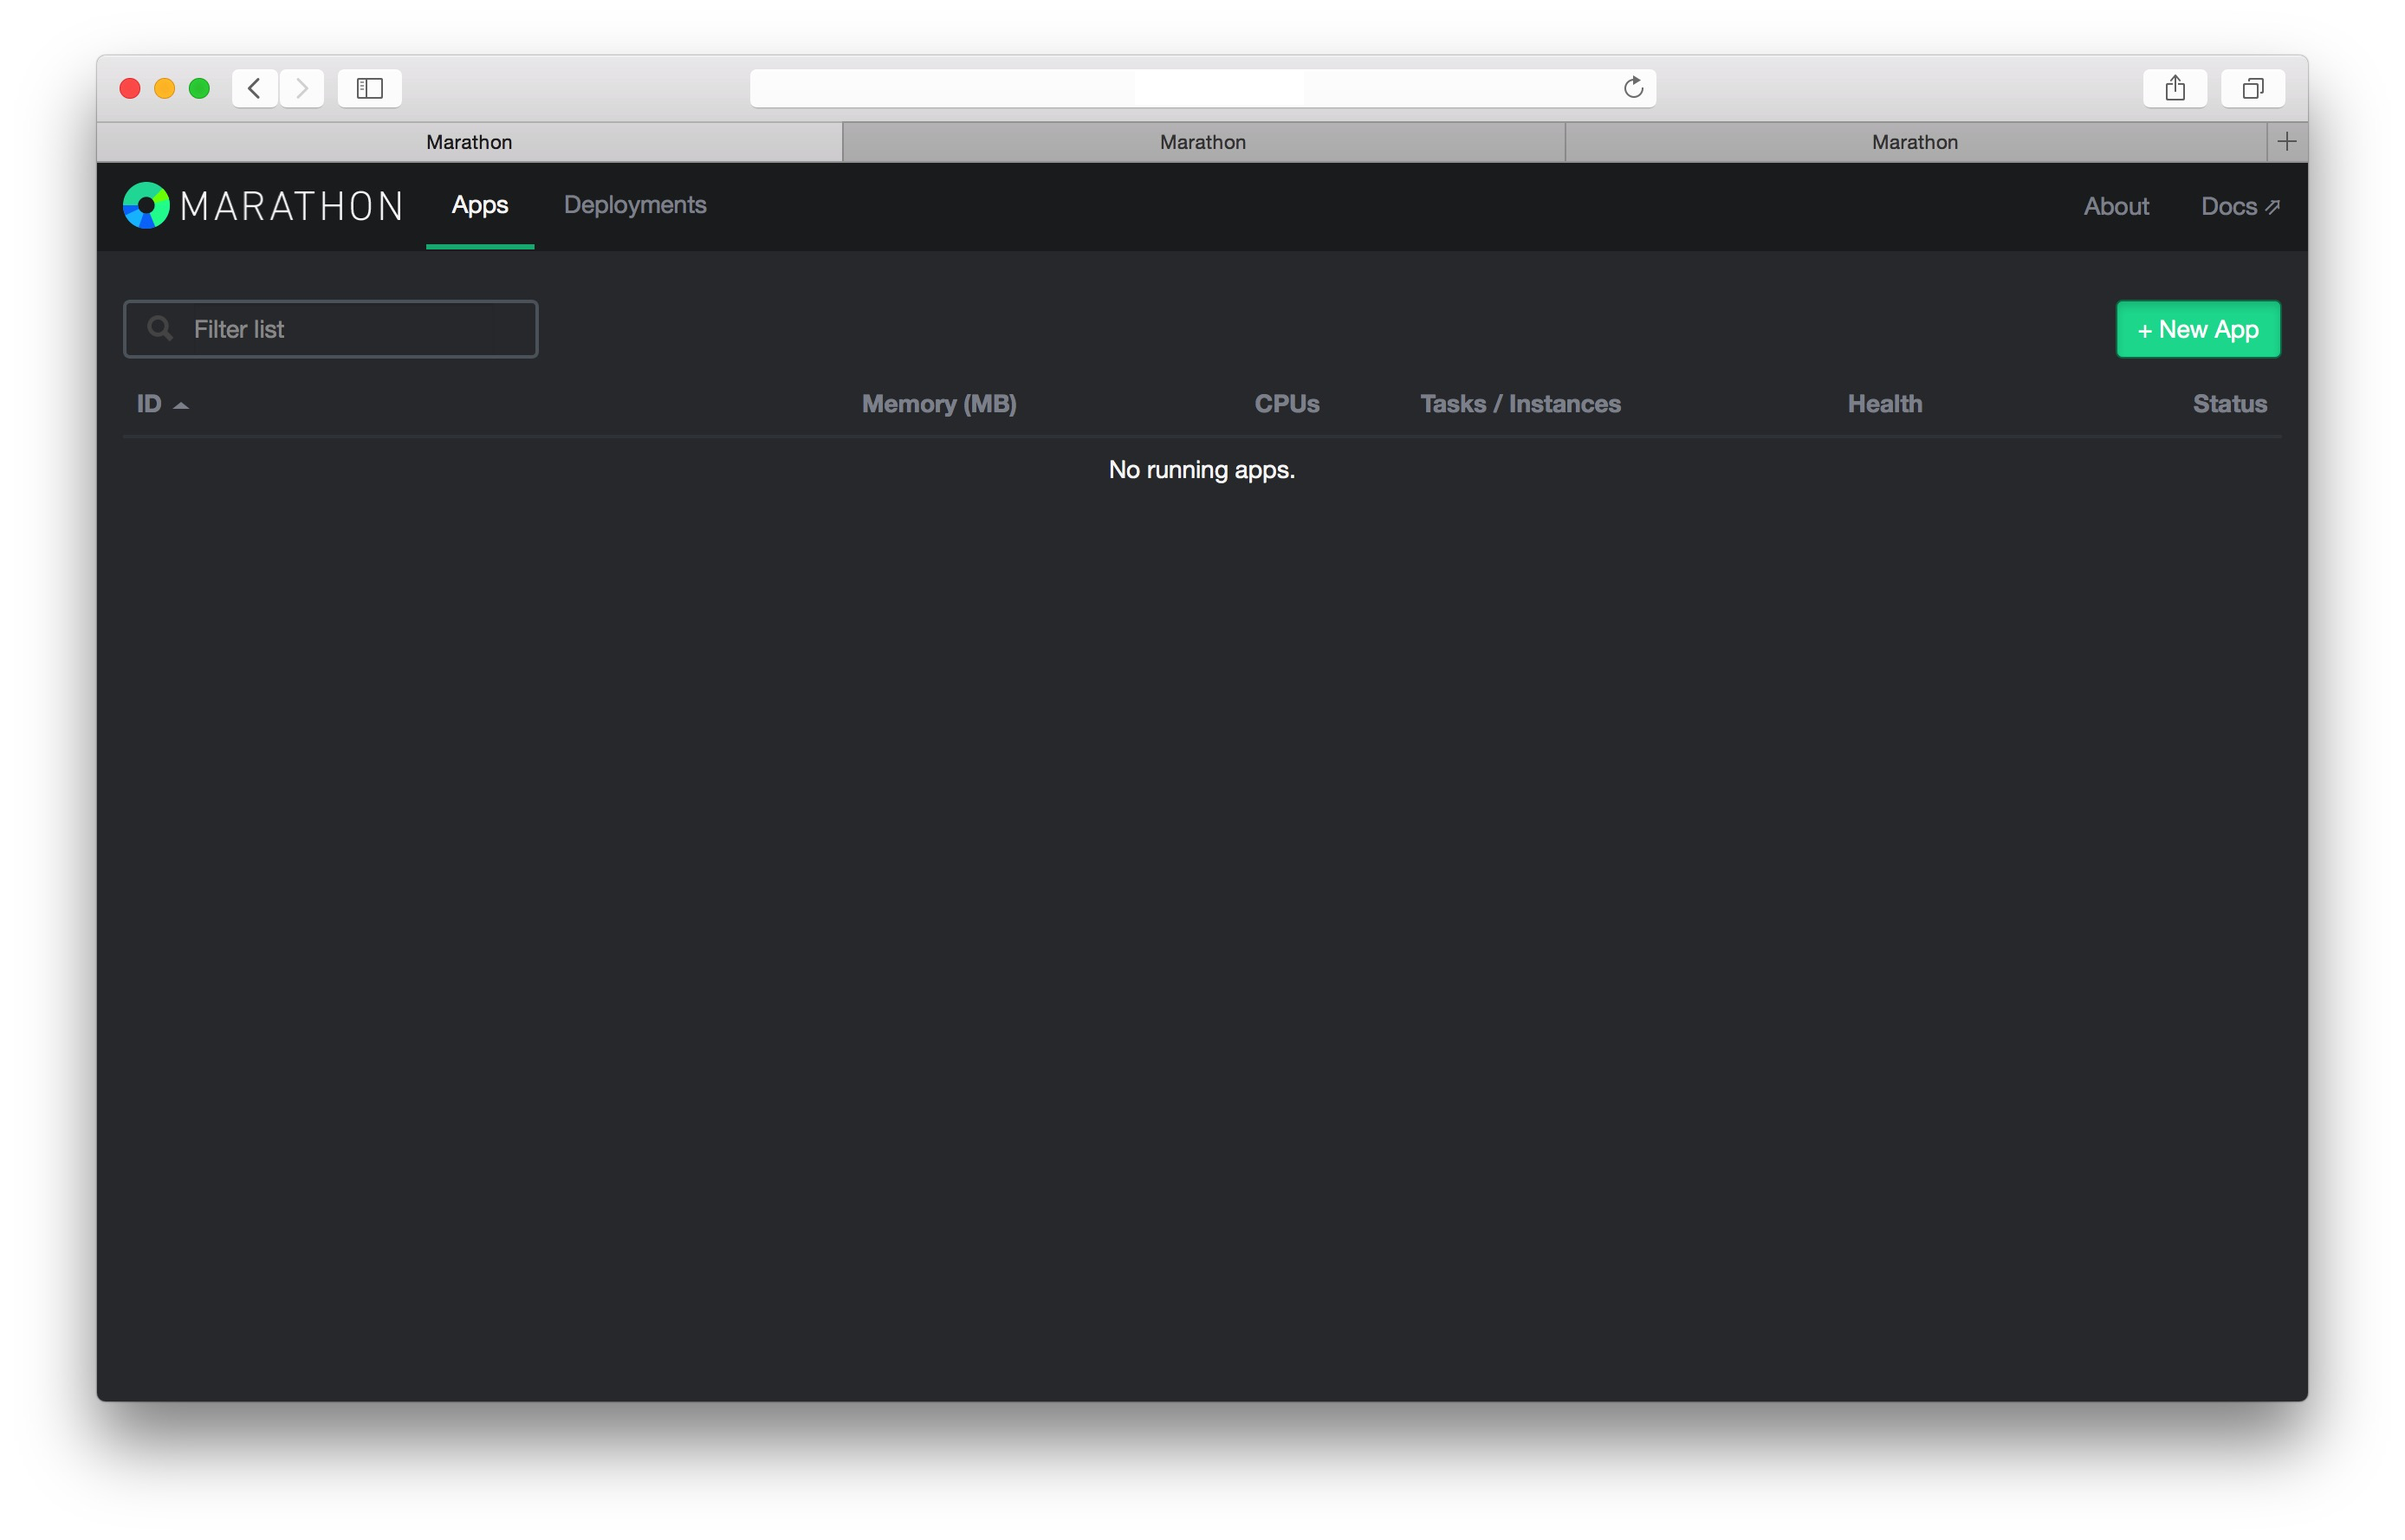 Marathon
Marathon
Marathon
MARATHON Apps Deployments About Docs
Filter list
+ New App
ID Memory (MB) CPUs Tasks / Instances Health Status
No running apps.